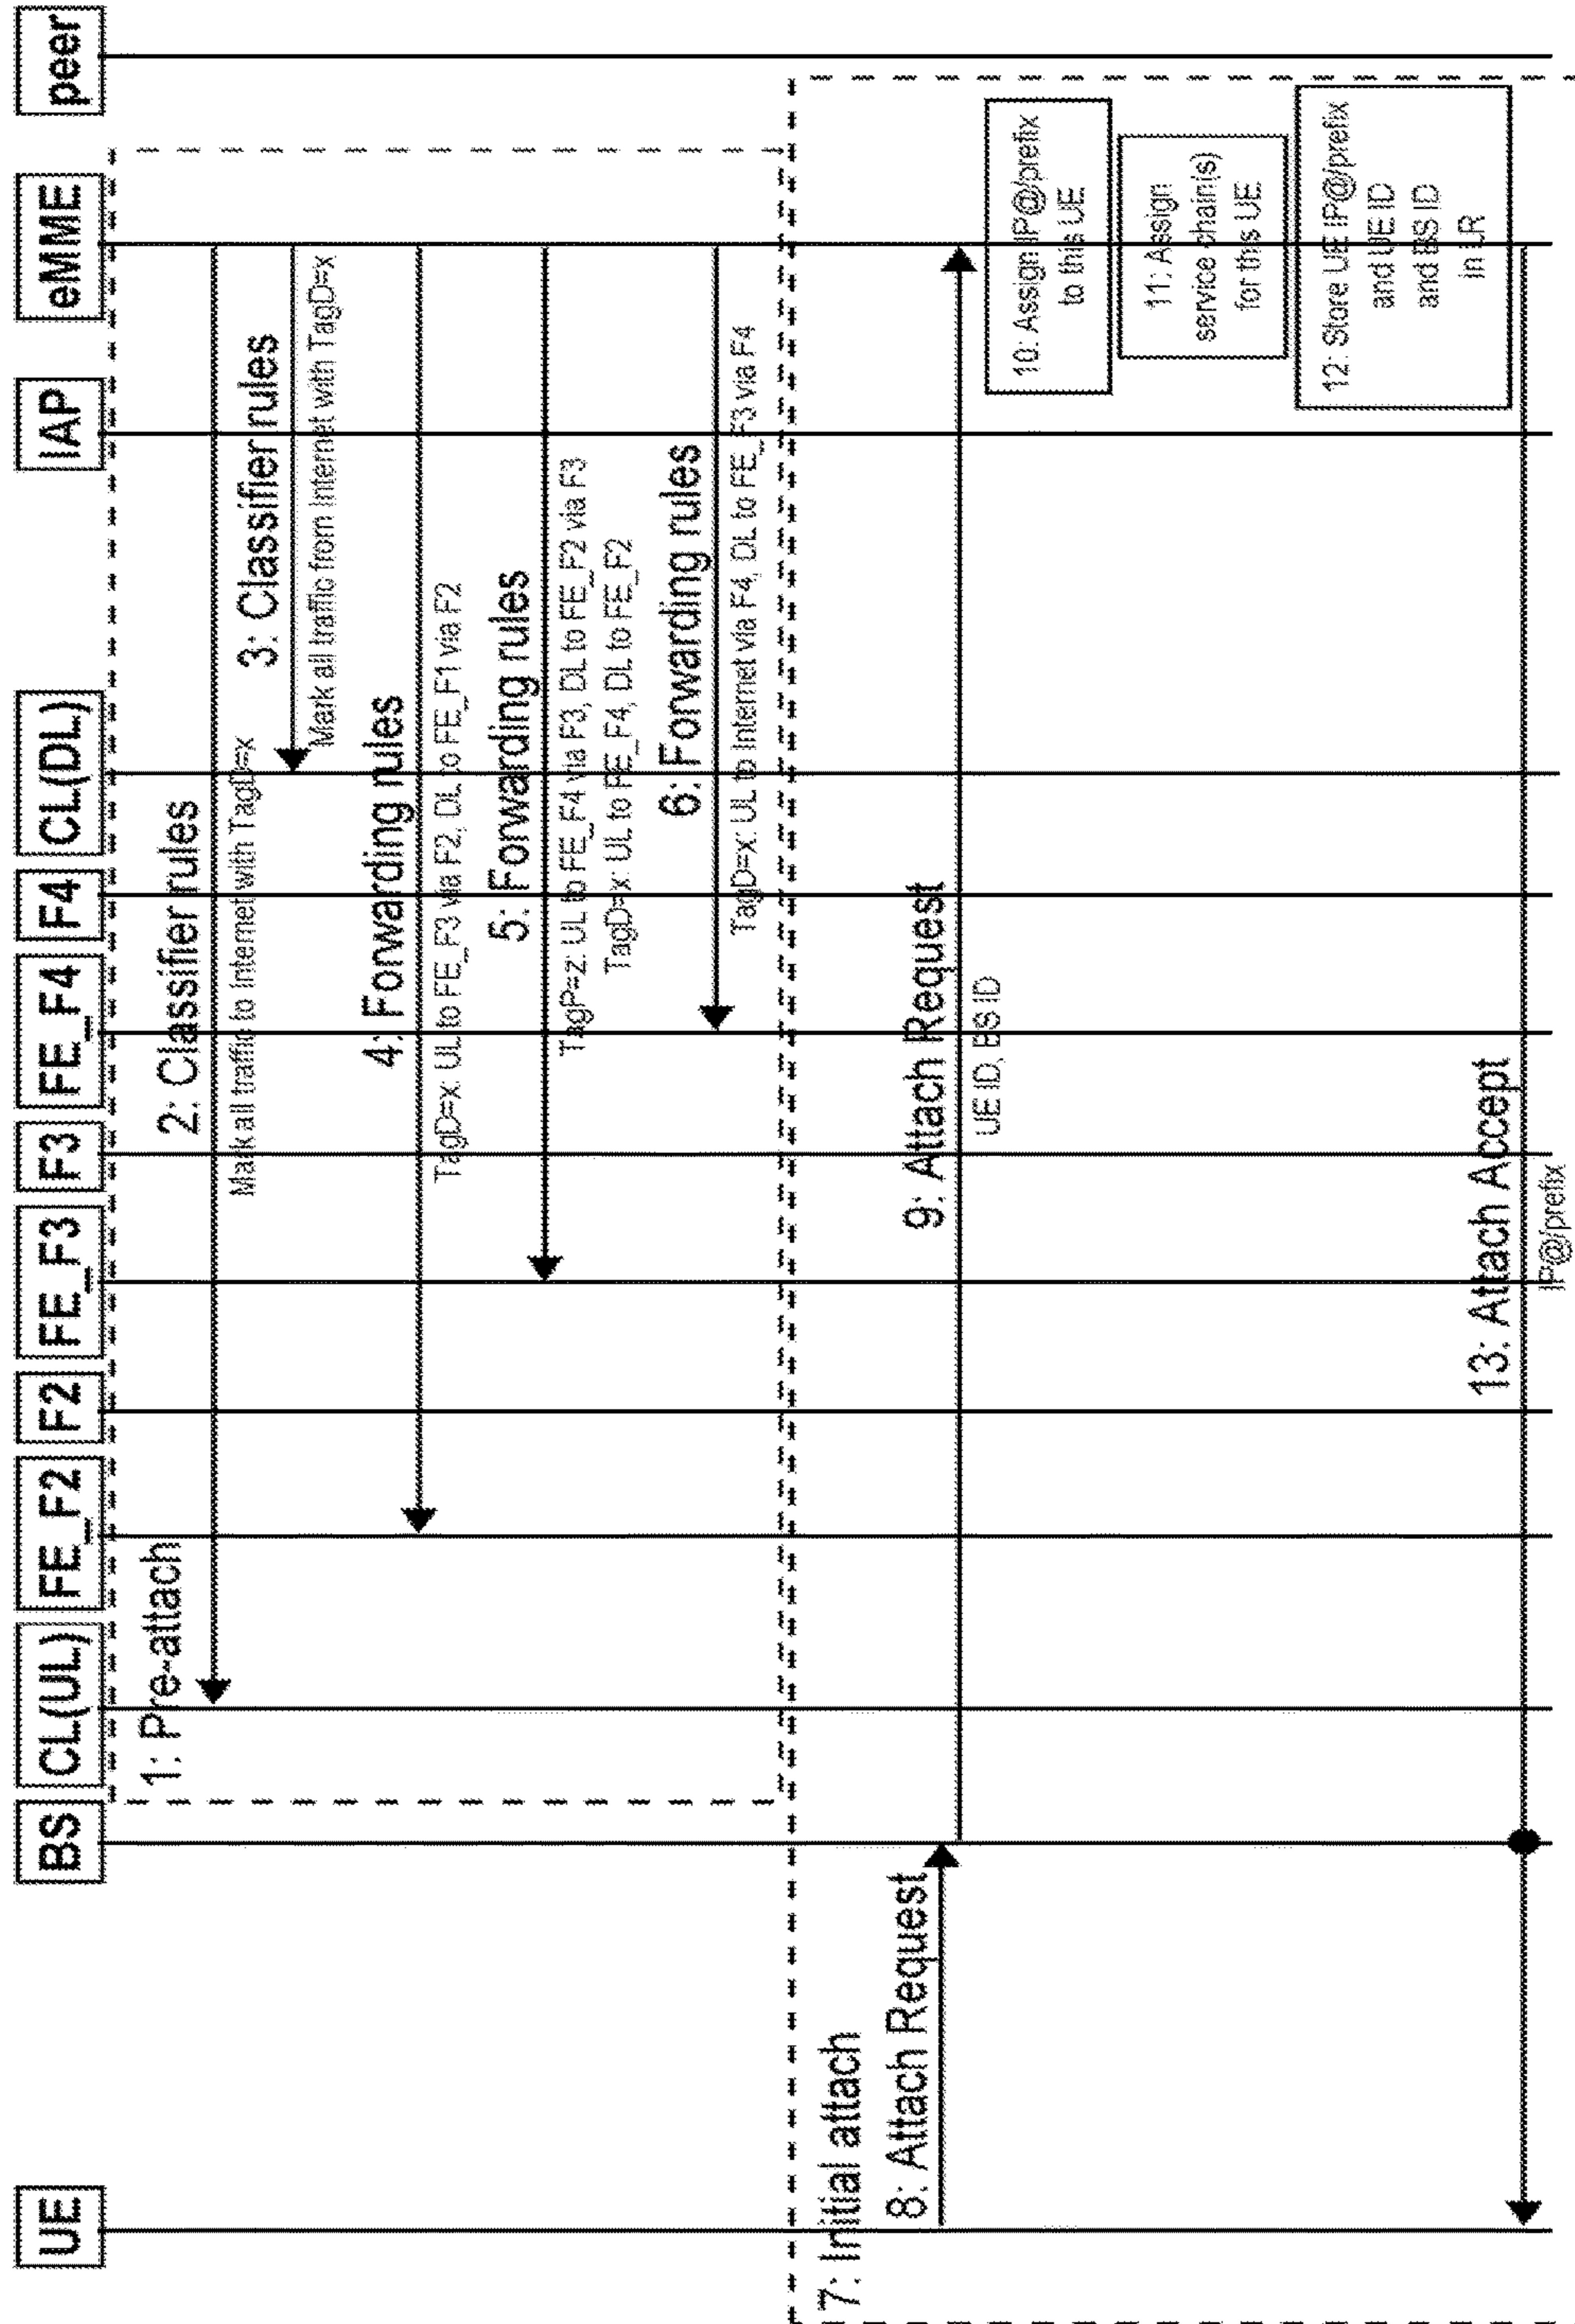 UE
BS
CL(UL)
FE_F2
F2
FE_F3
F3
FE_F4
F4
CL(DL)
IAP
eMME
peer
1: Pre-attach
2: Classifier rules
Mark all traffic to Internet with TagD=x
3: Classifier rules
Mark all traffic from Internet with TagD=x
4: Forwarding rules
TagD=x: UL to FE_F3 via F2, DL to FE_F1 via F2
5: Forwarding rules
TagP=z: UL to FE_F4 via F3, DL to FE_F2 via F3
TagD=x: UL to FE_F4, DL to FE_F2
6: Forwarding rules
TagD=x: UL to Internet via F4, DL to FE_F3 via F4
7: Initial attach
8: Attach Request
9: Attach Request
UE ID, BS ID
10: Assign IP@/prefix
to this UE
11: Assign
service chain(s)
for this UE
12: Store UE IP@/prefix
and UE ID
and BS ID
in LR
13: Attach Accept
IP@/prefix